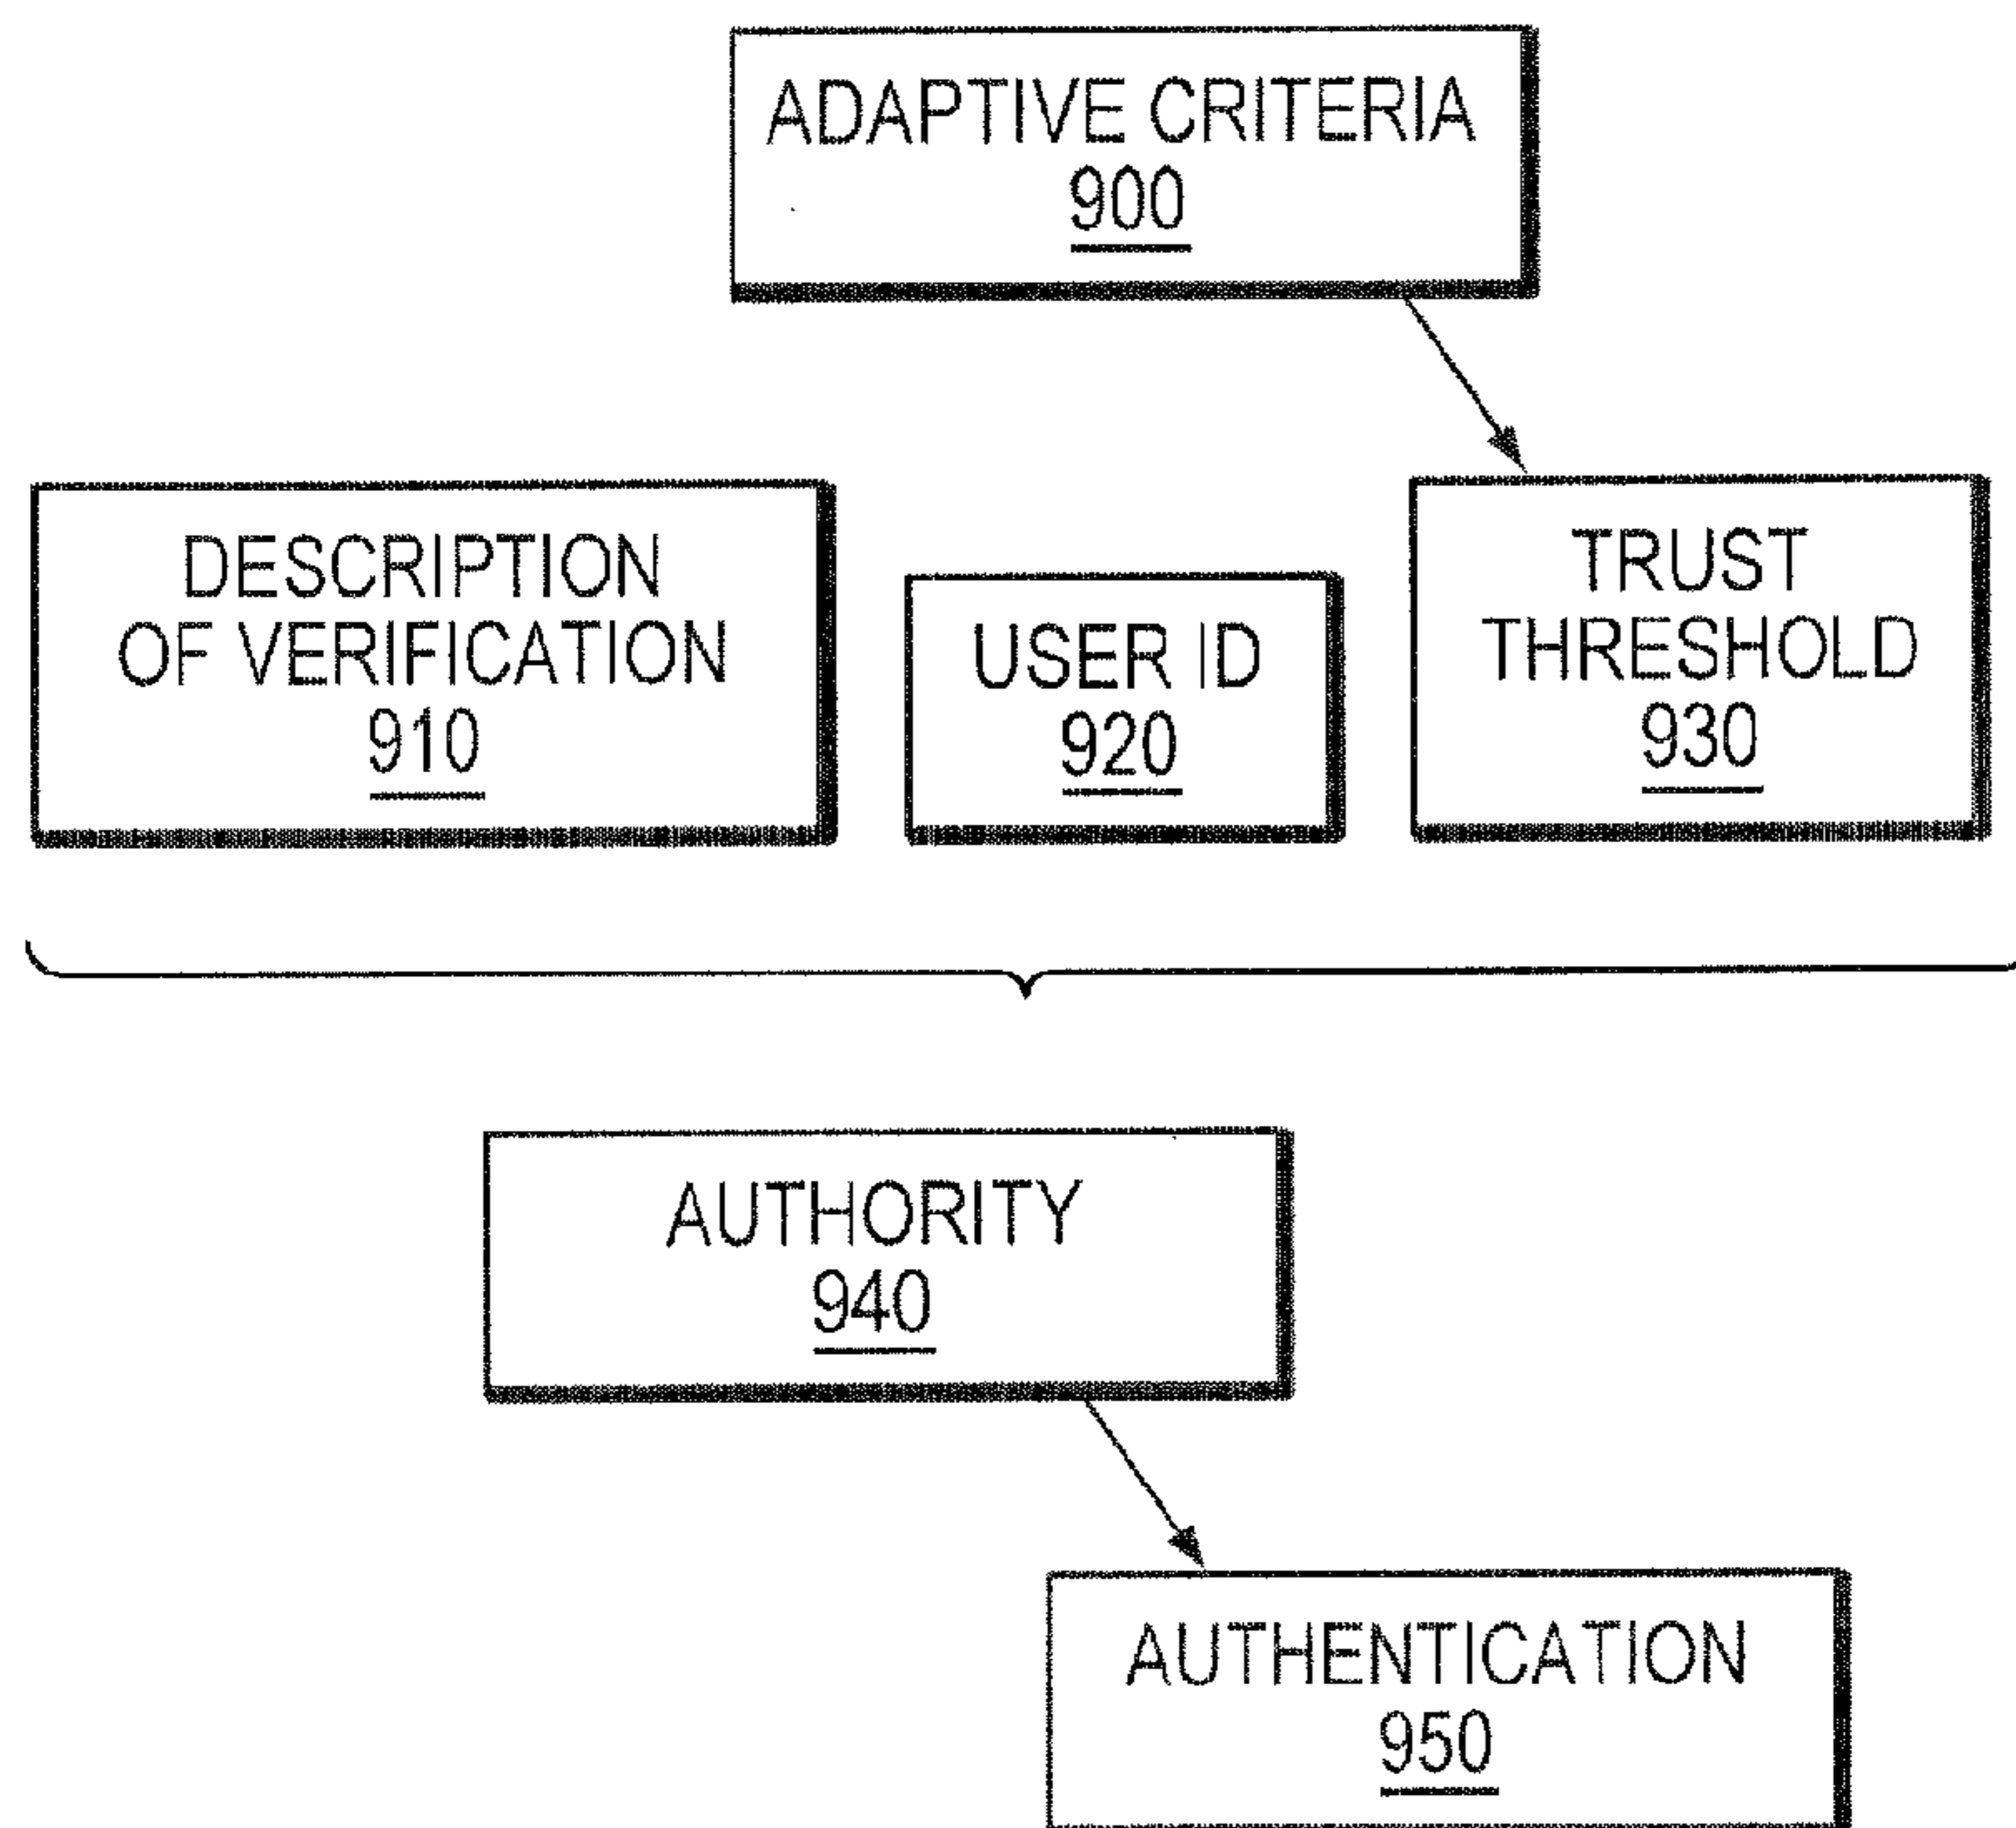 ADAPTIVE CRITERIA
900
DESCRIPTION
OF VERIFICATION
910
USER ID
920
TRUST
THRESHOLD
930
AUTHORITY
940
AUTHENTICATION
950